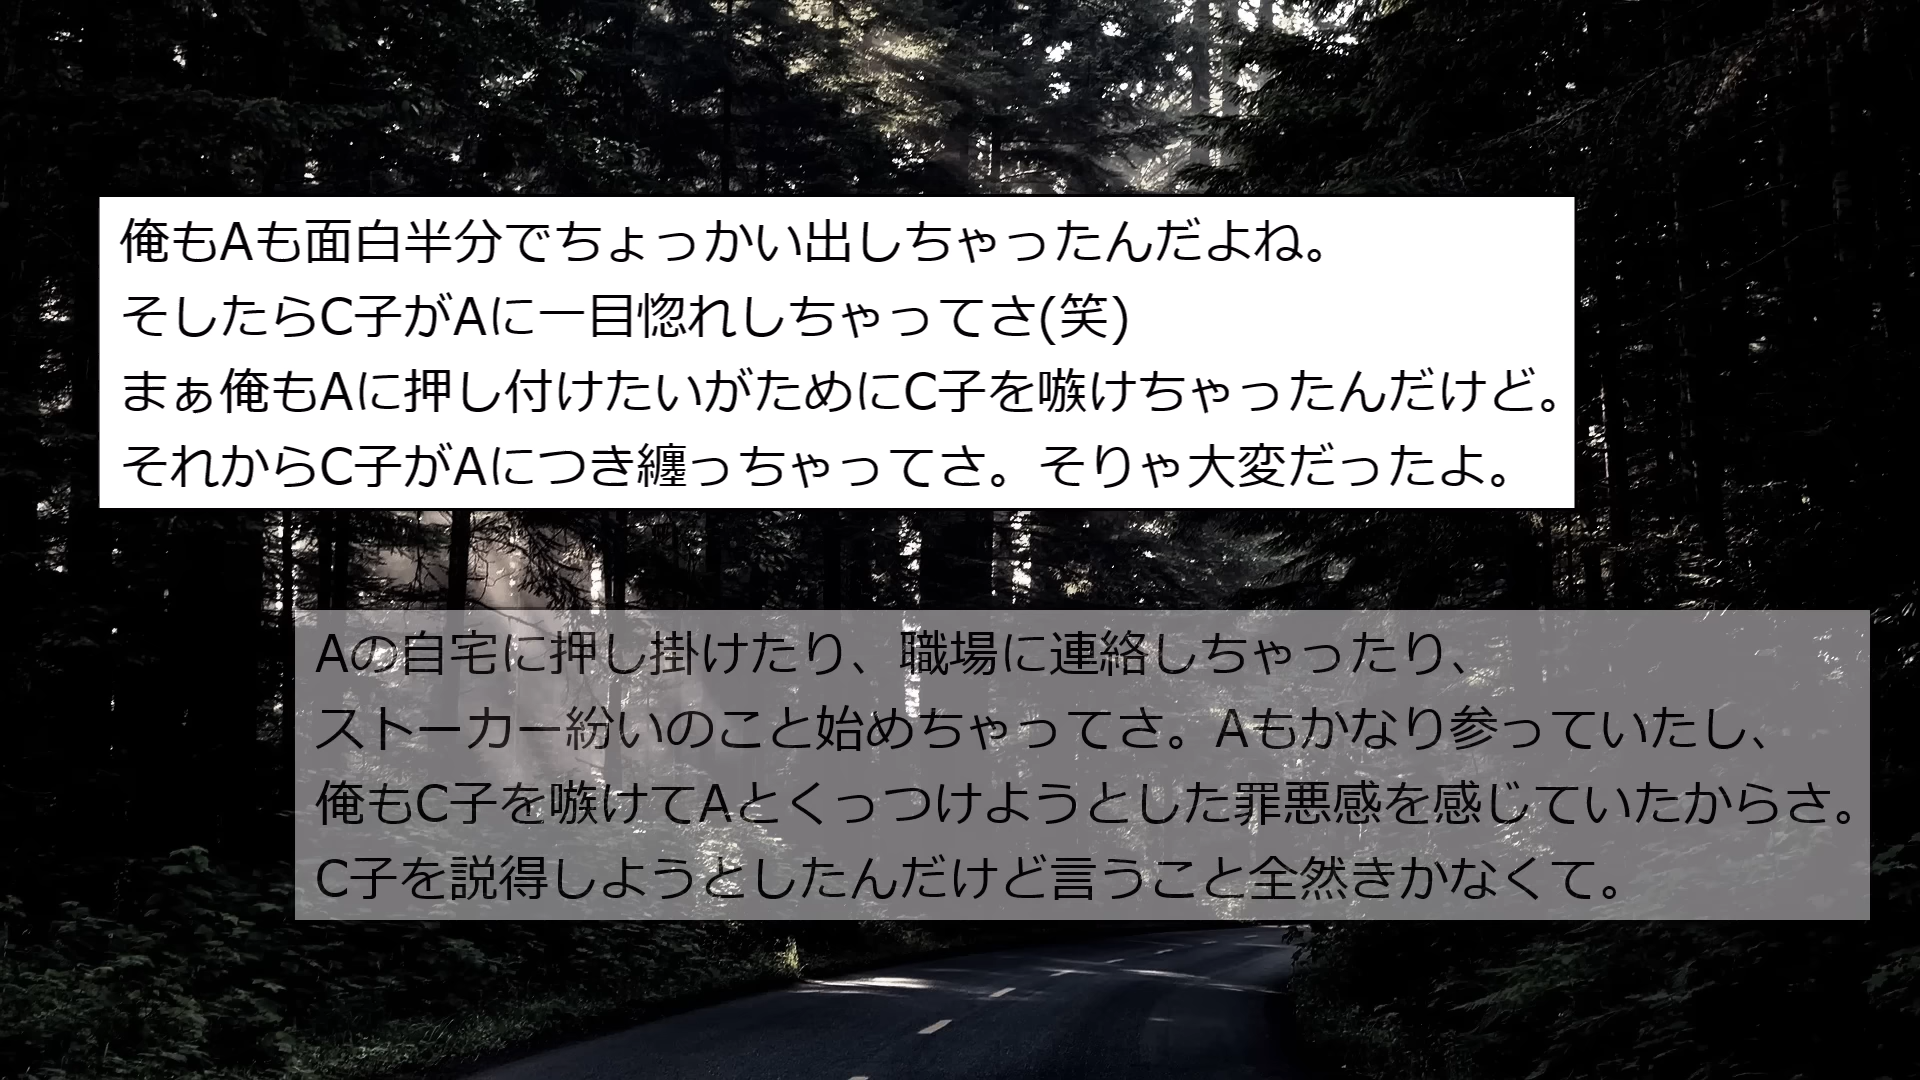 俺もAも面白半分でちょっかい出しちゃったんだよね。
そしたらC子がAに一目惚れしちゃってさ(笑)
まぁ俺もAに押し付けたいがためにC子を嗾けちゃったんだけど。
それからC子がAにつき纏っちゃってさ。そりゃ大変だったよ。
Aの自宅に押し掛けたり、職場に連絡しちゃったり、
ストーカー紛いのこと始めちゃってさ。Aもかなり参っていたし、
俺もC子を嗾けてAとくっつけようとした罪悪感を感じていたからさ。
C子を説得しようとしたんだけど言うこと全然きかなくて。